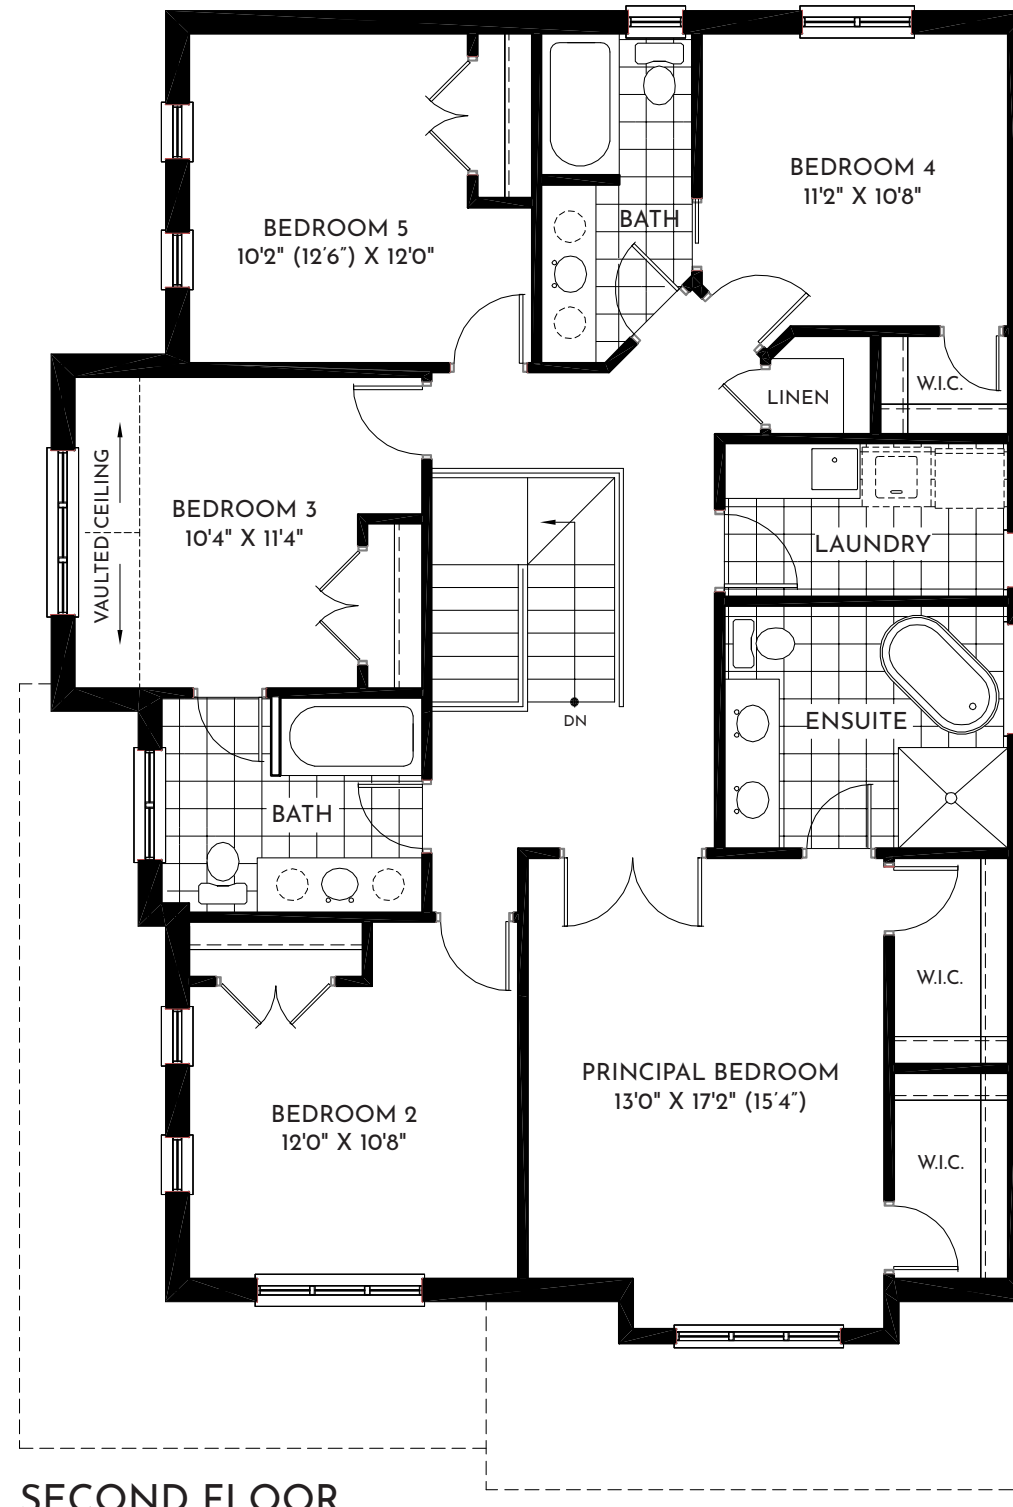 BEDROOM 4
11'2" X 10'8"
BATH
BEDROOM 5
10'2" (12'6") X 12'0"
W.I.C.
LINEN
VAULTED CEILING
BEDROOM 3
10'4" X 11'4"
LAUNDRY
DN
ENSUITE
BATH
W.I.C.
PRINCIPAL BEDROOM
13'0" X 17'2" (15'4")
BEDROOM 2
12'0" X 10'8"
W.I.C.
SECOND FLOOR